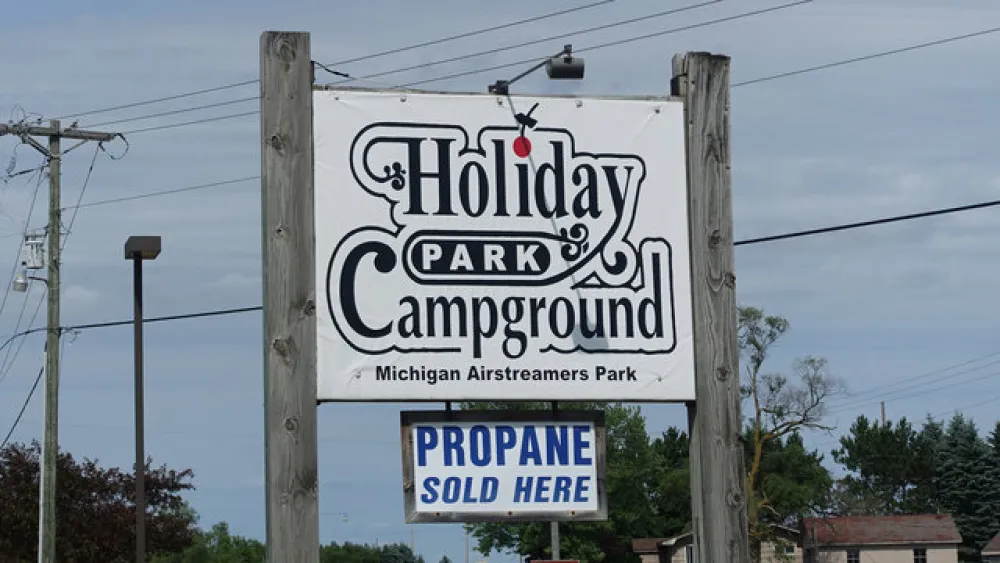 Holiday
PARK
Campground
Michigan Airstreamers Park
PROPANE
SOLD HERE